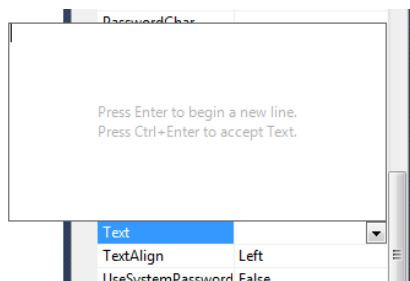 PasswordChar
Press Enter to begin a new line.
Press Ctrl+Enter to accept Text.
Text
TextAlign Left
UseSystemPassword False